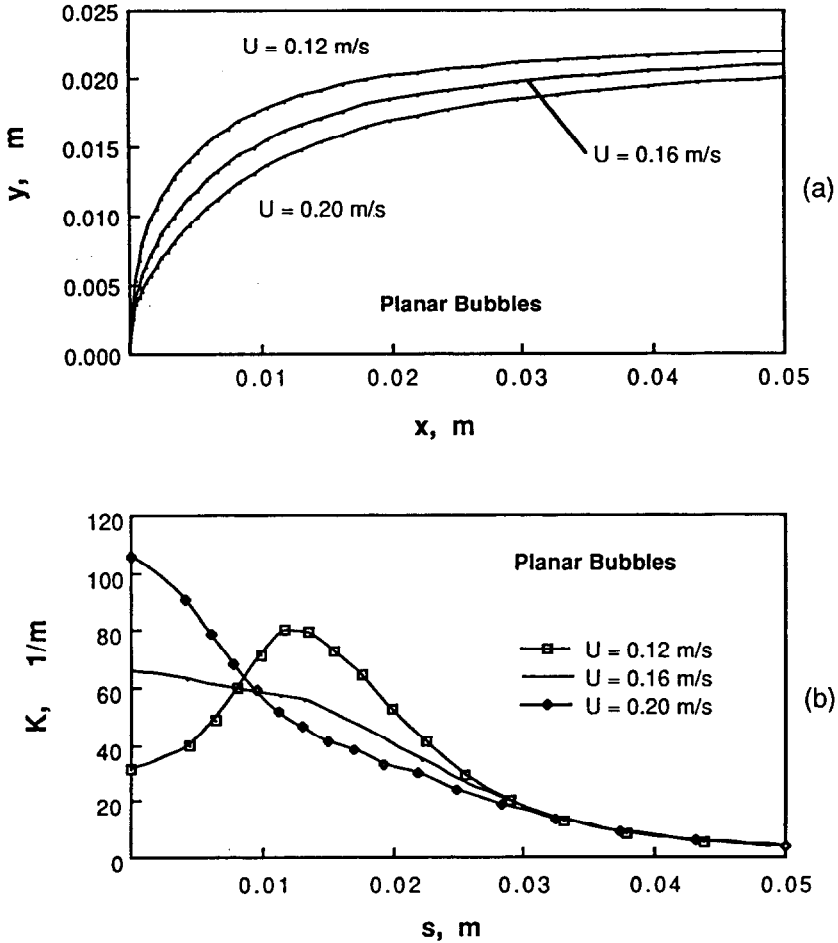 0.025
0.020
0.015
0.010
0.005
0.000
y, m
U = 0.12 m/s
U = 0.16 m/s
U = 0.20 m/s
(a)
Planar Bubbles
0.01 0.02 0.03 0.04 0.05
x, m
120
100
80
60
40
20
0
K, 1/m
Planar Bubbles
U = 0.12 m/s
U = 0.16 m/s
U = 0.20 m/s
(b)
0.01 0.02 0.03 0.04 0.05
s, m